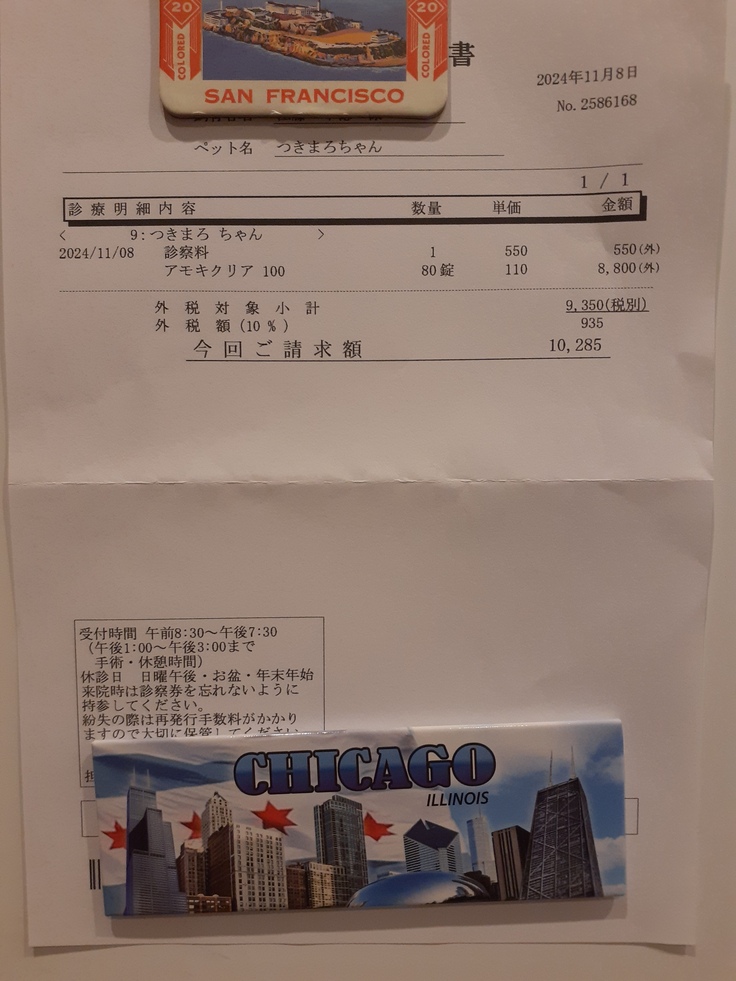 20
20
COLORED
COLORED
SAN FRANCISCO
書
2024年11月8日
No. 2586168
ペット名 つきまろちゃん
1 / 1
診療明細内容 数量 単価 金額
< 9:つきまろ ちゃん >
2024/11/08 診察料 1 550 550(外)
アモキクリア 100 80錠 110 8,800(外)
外税対象小計 9,350(税別)
外税額(10%) 935
今回ご請求額 10,285
受付時間 午前8:30～午後7:30
(午後1:00～午後3:00まで
手術・休憩時間)
休診日 日曜午後・お盆・年末年始
来院時は診察券を忘れないように
持参してください。
紛失の際は再発行手数料がかかり
ますので大切に保管してください
担
CHICAGO
ILLINOIS